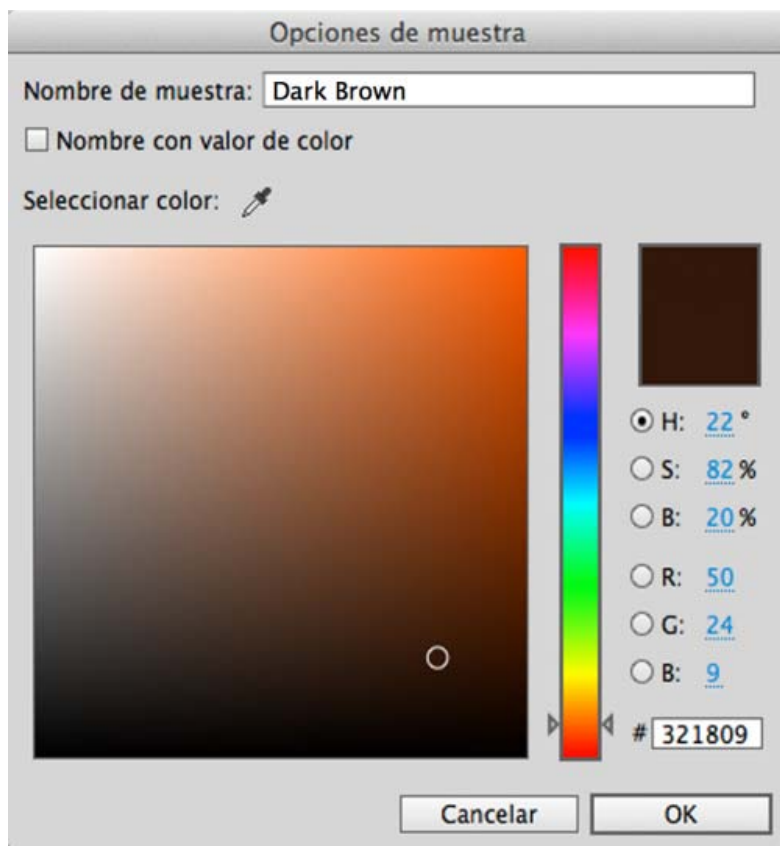 Opciones de muestra
Nombre de muestra: Dark Brown
Nombre con valor de color
Seleccionar color:
H: 22 °
S: 82 %
B: 20 %
R: 50
G: 24
B: 9
# 321809
Cancelar OK